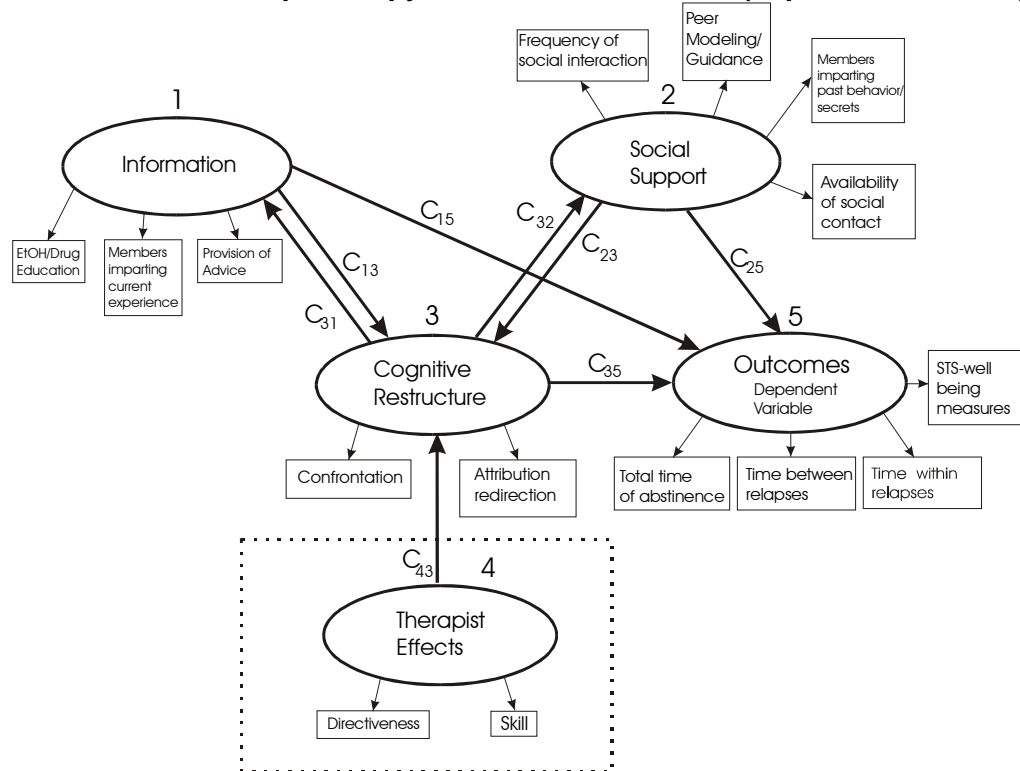 Peer
Modeling/
Guidance
Frequency of
social interaction
Members
imparting
past behavior/
secrets
1
2
Information
Social
Support
Availability
of social
contact
C15
C32
C23
EtOH/Drug
Education
Members
imparting
current
experience
Provision of
Advice
C13
C25
C31
3
5
Cognitive
Restructure
C35
Outcomes
Dependent
Variable
STS-well
being
measures
Confrontation
Attribution
redirection
Total time
of abstinence
Time between
relapses
Time within
relapses
C43
4
Therapist
Effects
Directiveness
Skill